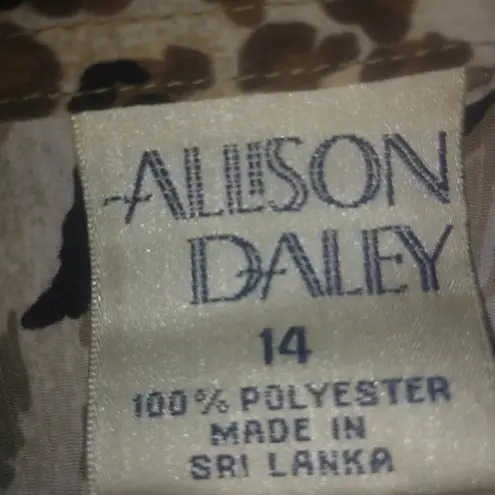 ALLISON
DALEY
14
100% POLYESTER
MADE IN
SRI LANKA